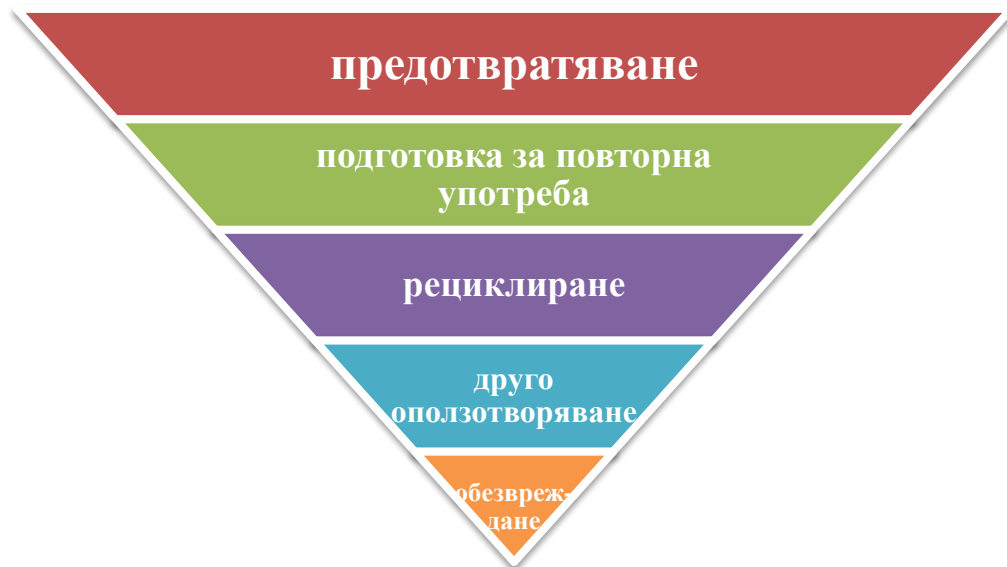 предотвратяване
подготовка за повторна
употреба
рециклиране
друго
оползотворяване
обезвреж-
дане